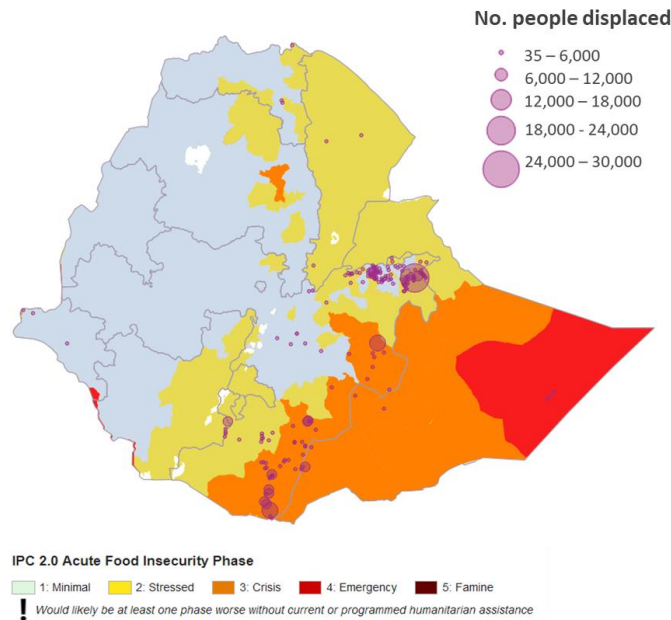 No. people displaced
35 – 6,000
6,000 – 12,000
12,000 – 18,000
18,000 - 24,000
24,000 – 30,000
IPC 2.0 Acute Food Insecurity Phase
1: Minimal 2: Stressed 3: Crisis 4: Emergency 5: Famine
! Would likely be at least one phase worse without current or programmed humanitarian assistance